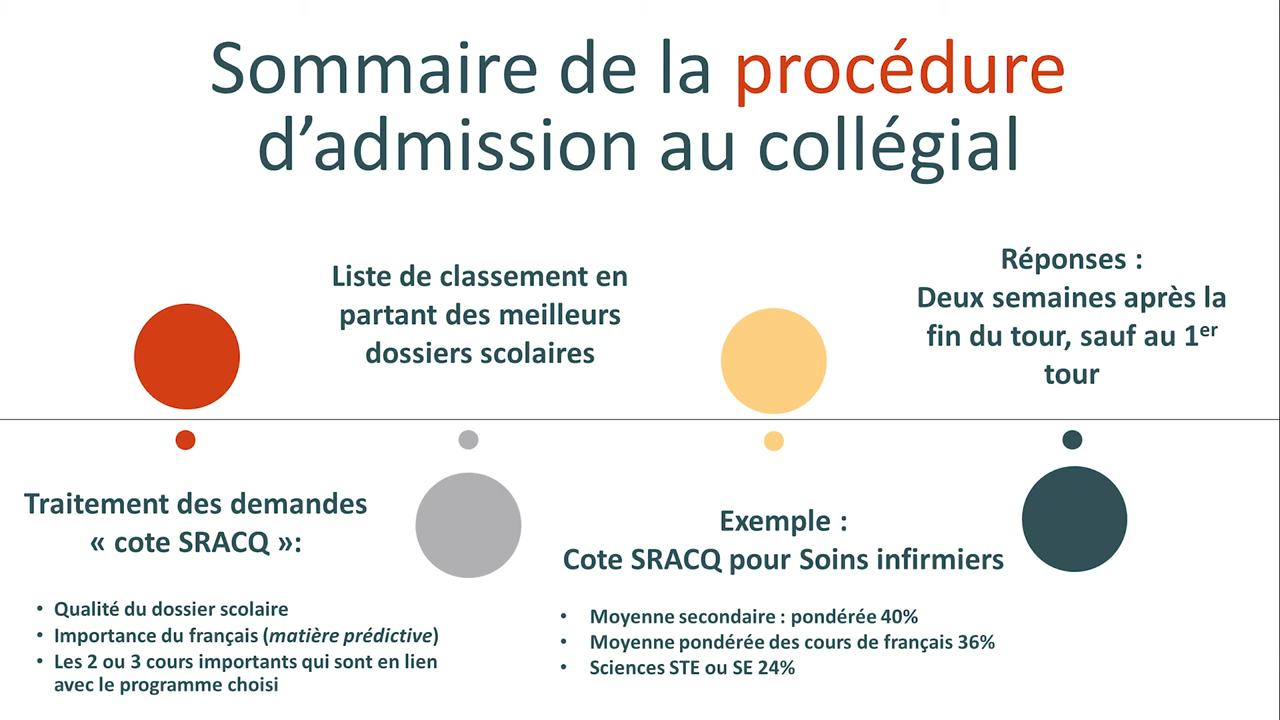 Sommaire de la procédure
d’admission au collégial
Traitement des demandes
« cote SRACQ »:
• Qualité du dossier scolaire
• Importance du français (matière prédictive)
• Les 2 ou 3 cours importants qui sont en lien
avec le programme choisi
Liste de classement en
partant des meilleurs
dossiers scolaires
Exemple :
Cote SRACQ pour Soins infirmiers
• Moyenne secondaire : pondérée 40%
• Moyenne pondérée des cours de français 36%
• Sciences STE ou SE 24%
Réponses :
Deux semaines après la
fin du tour, sauf au 1er
tour